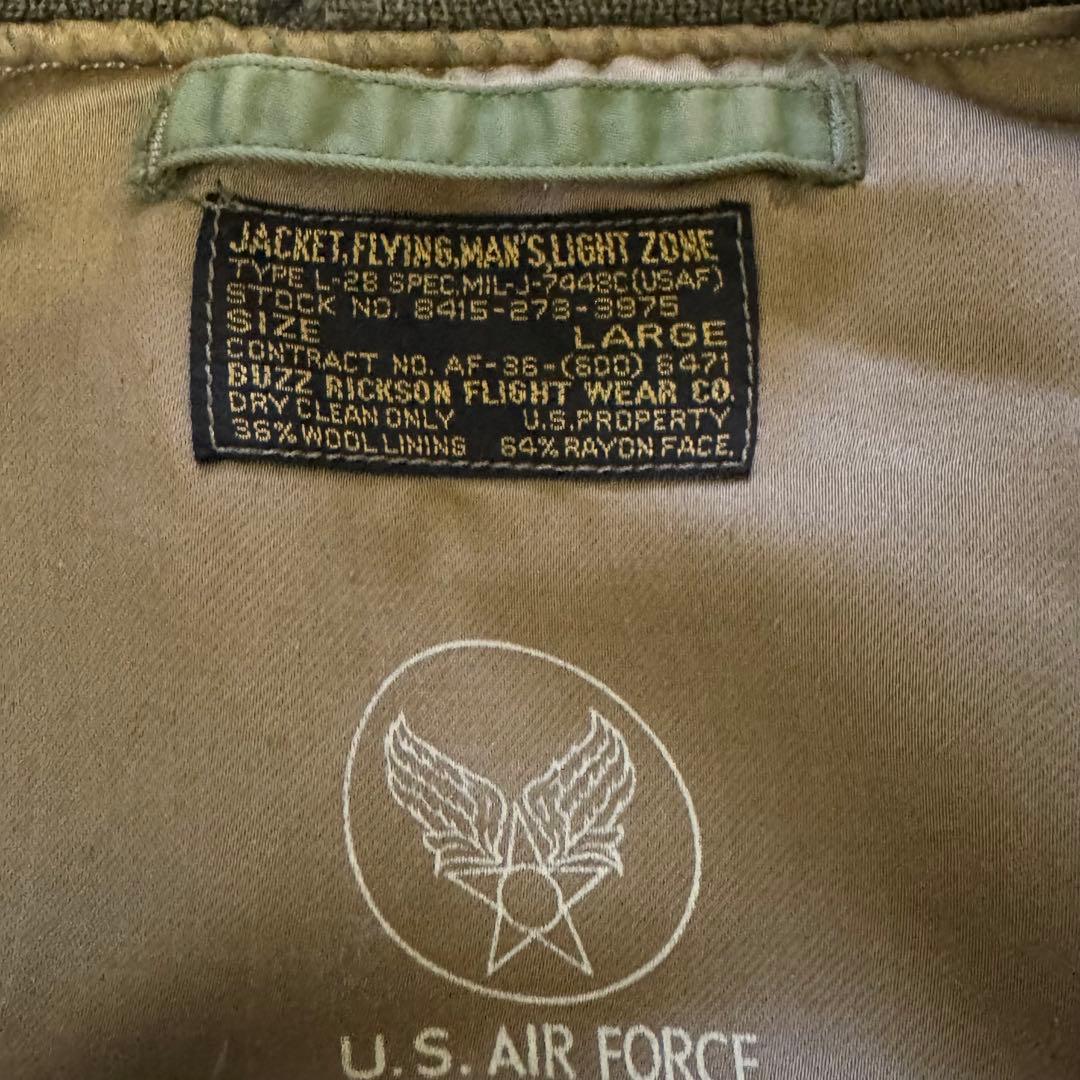 JACKET, FLYING, MAN'S, LIGHT ZONE
TYPE L-2B SPEC. MIL-J-7448C (USAF)
STOCK NO. 8415-273-3975
SIZE LARGE
CONTRACT NO. AF-36-(600) 6471
BUZZ RICKSON FLIGHT WEAR CO.
DRY CLEAN ONLY U.S. PROPERTY
36% WOOL LINING 64% RAYON FACE.
U.S. AIR FORCE